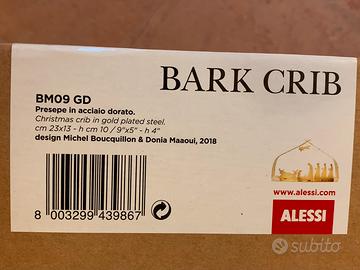 BARK CRIB
BM09 GD
Presepe in acciaio dorato.
Christmas crib in gold plated steel.
cm 23x13 - h cm 10 / 9"x5" - h 4"
design Michel Boucquillon & Donia Maaoui, 2018
www.alessi.com
8 003299 439867
ALESSI
subito